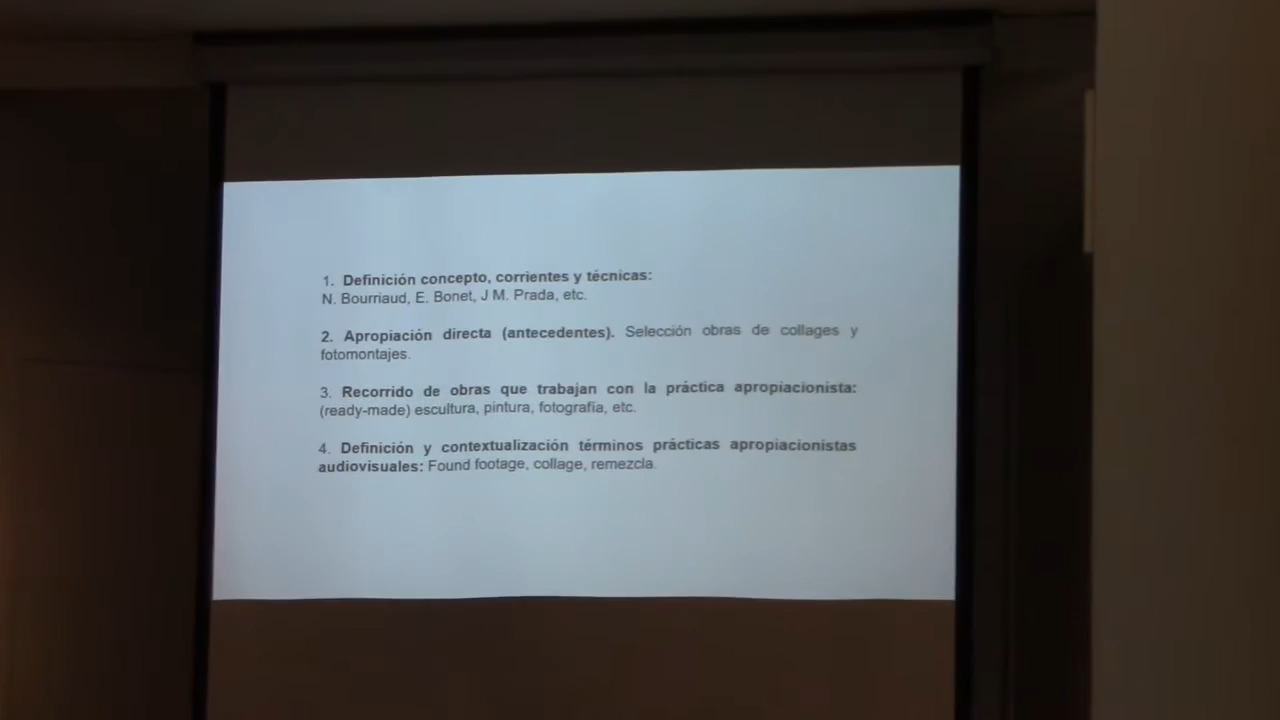 1. Definición concepto, corrientes y técnicas:
N. Bourriaud, E. Bonet, J M. Prada, etc.
2. Apropiación directa (antecedentes). Selección obras de collages y
fotomontajes.
3. Recorrido de obras que trabajan con la práctica apropiacionista:
(ready-made) escultura, pintura, fotografía, etc.
4. Definición y contextualización términos prácticas apropiacionistas
audiovisuales: Found footage, collage, remezcla.